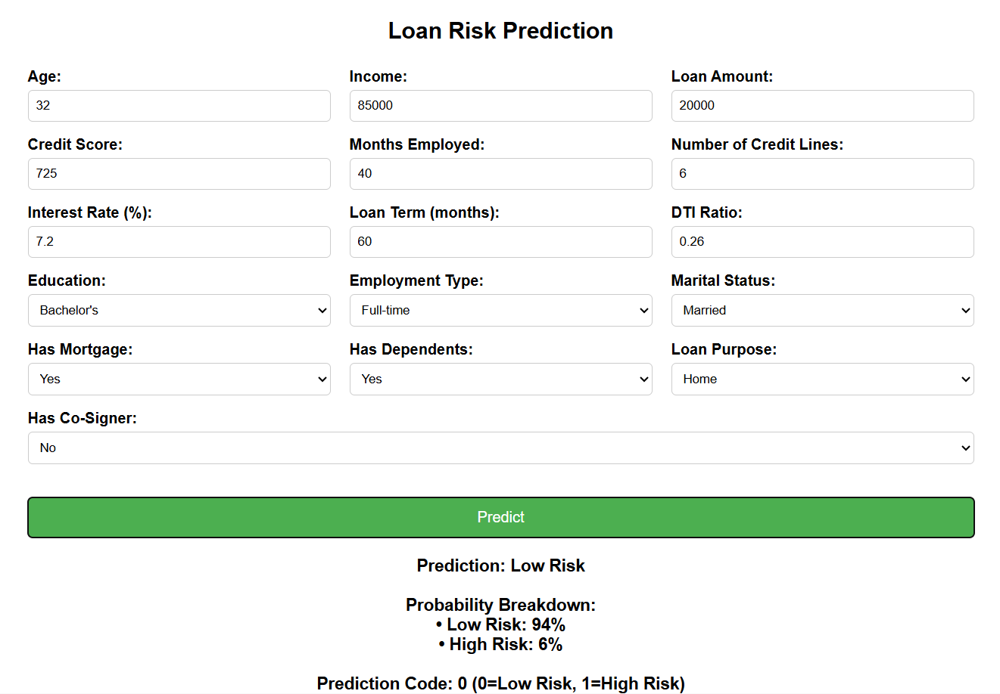 Loan Risk Prediction
Age: Income: Loan Amount:
32 85000 20000
Credit Score: Months Employed: Number of Credit Lines:
725 40 6
Interest Rate (%): Loan Term (months): DTI Ratio:
7.2 60 0.26
Education: Employment Type: Marital Status:
Bachelor's Full-time Married
Has Mortgage: Has Dependents: Loan Purpose:
Yes Yes Home
Has Co-Signer:
No
Predict
Prediction: Low Risk
Probability Breakdown:
• Low Risk: 94%
• High Risk: 6%
Prediction Code: 0 (0=Low Risk, 1=High Risk)